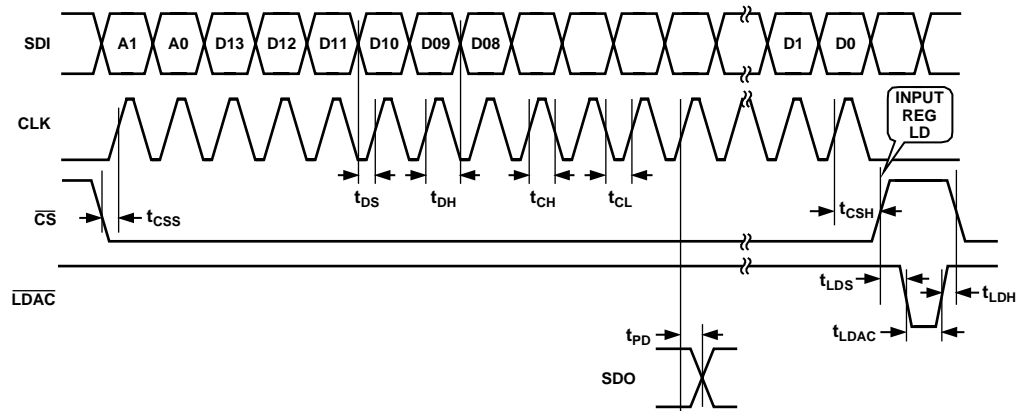 SDI A1 A0 D13 D12 D11 D10 D09 D08 D1 D0
CLK
INPUT
REG
LD
tDS tDH tCH tCL
CS tCSS tCSH
LDAC tLDS tLDH
tLDAC
tPD
SDO